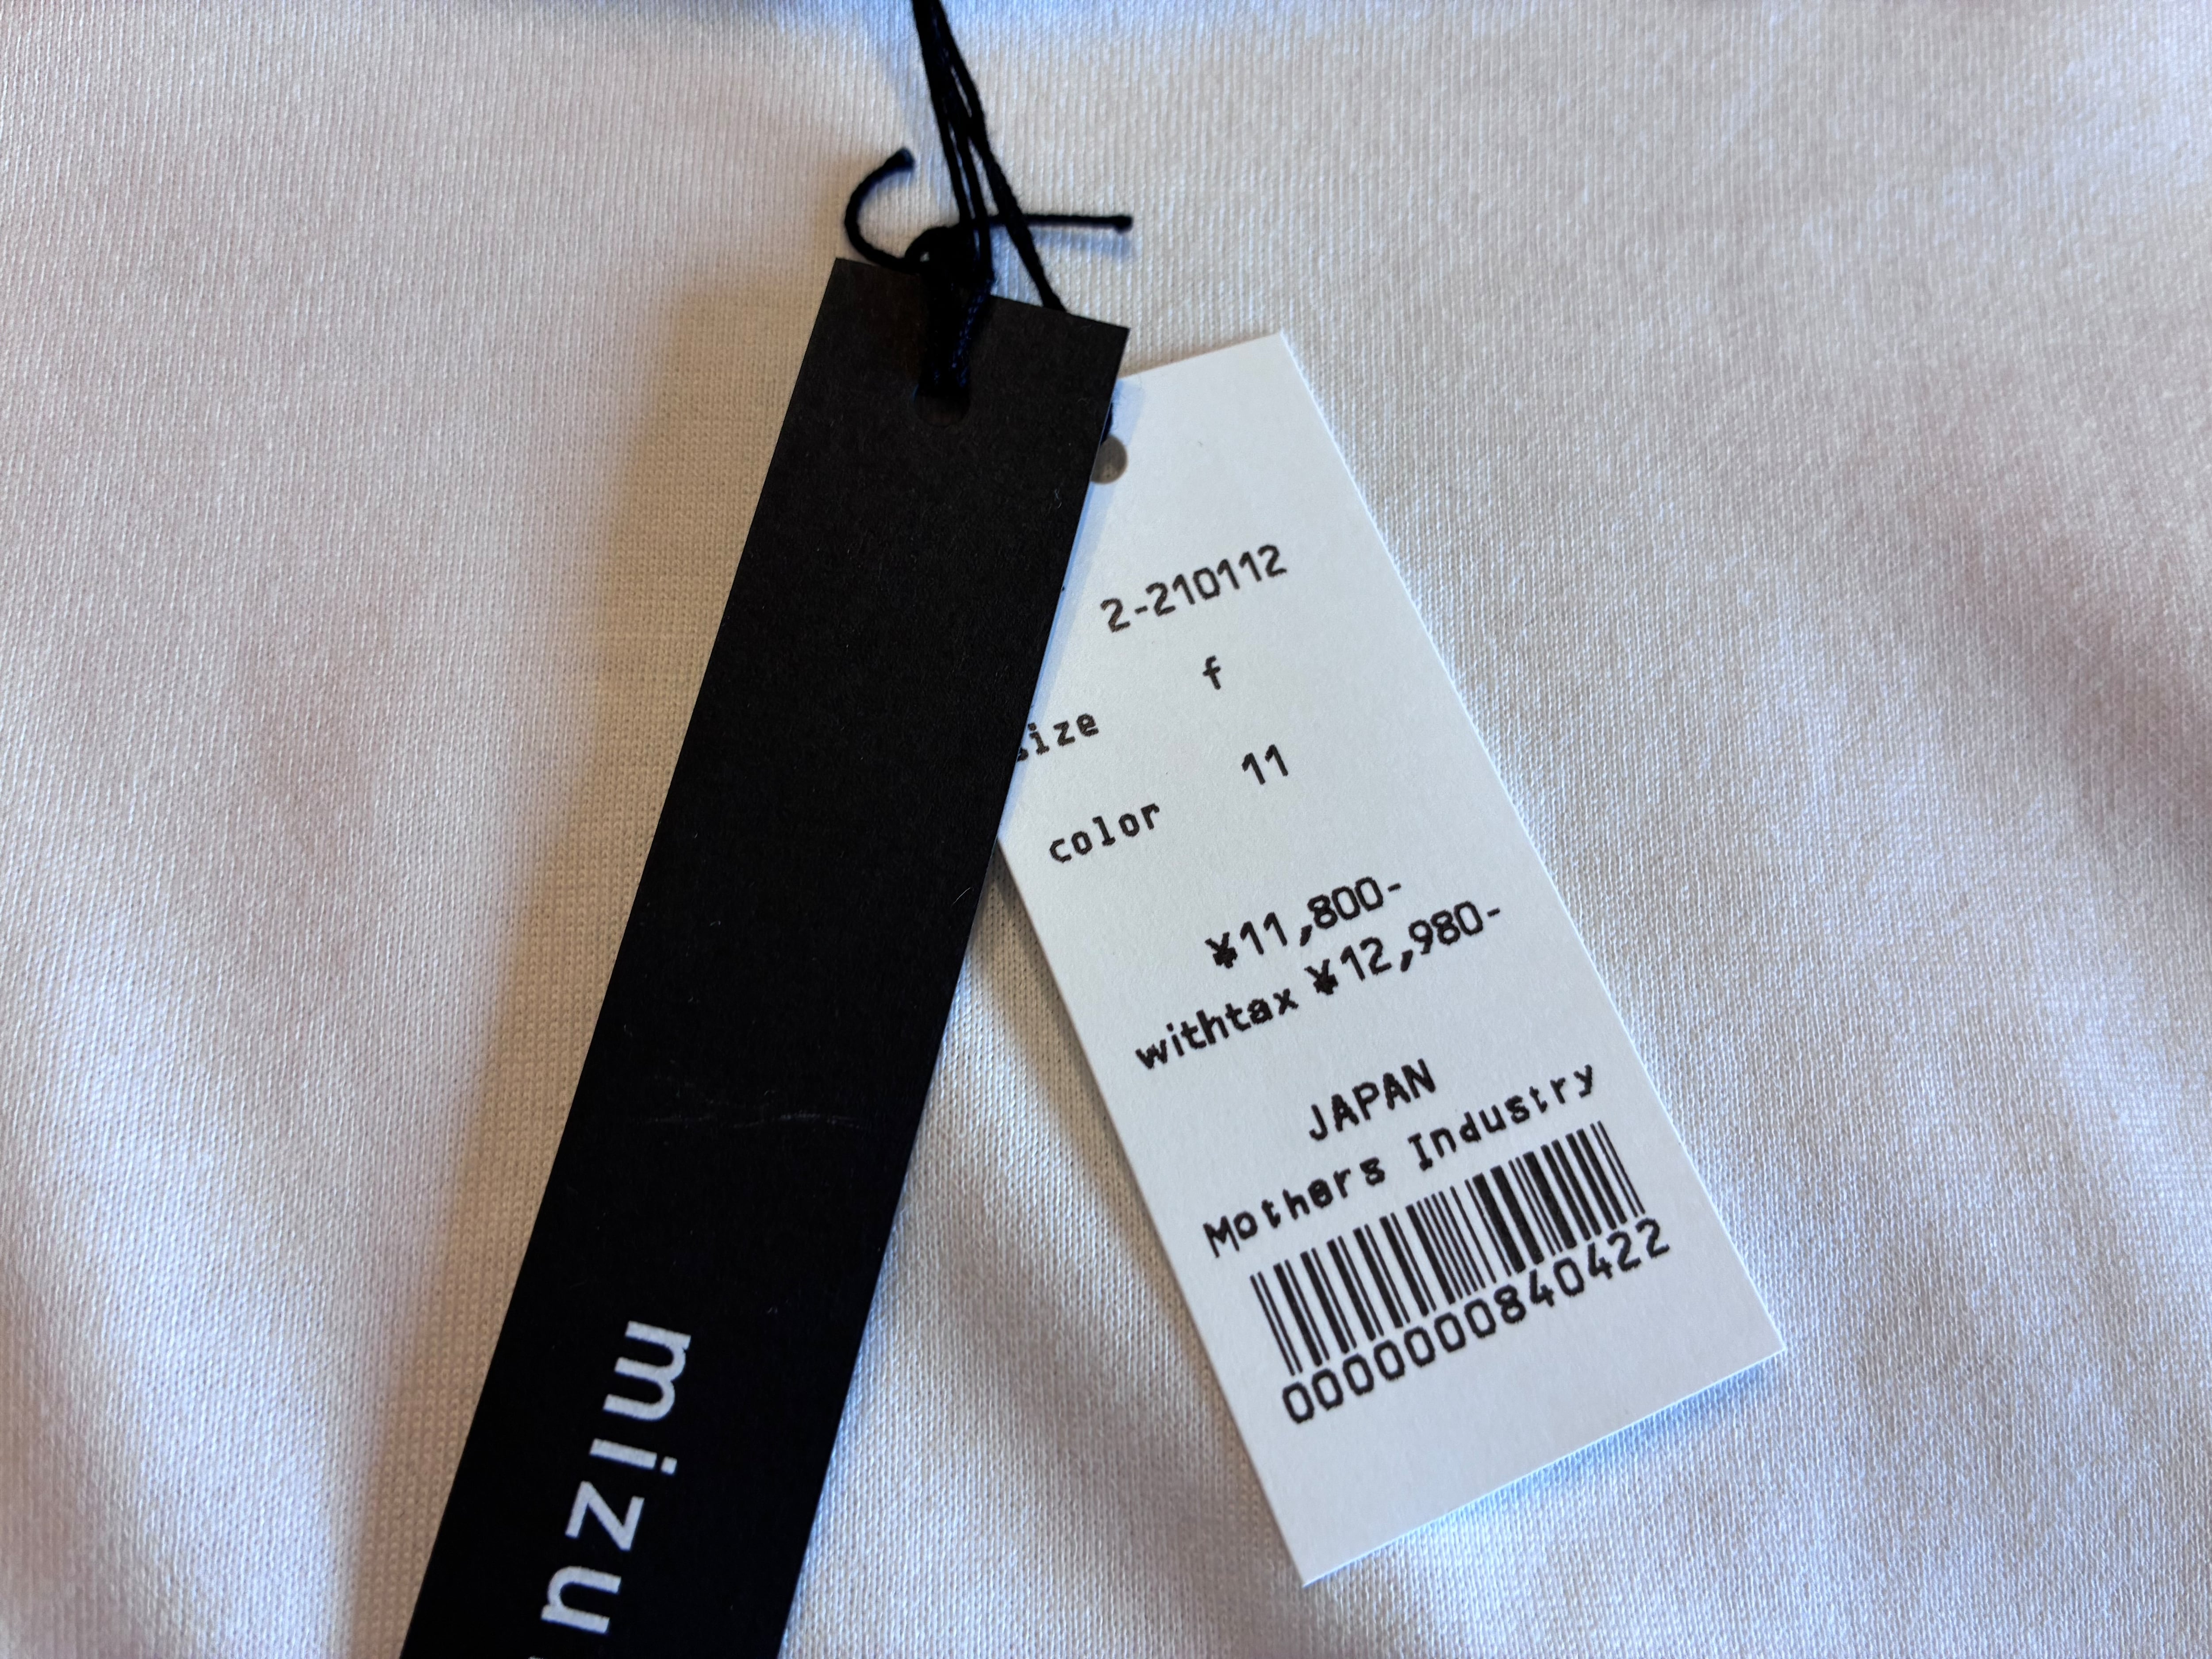 2-210112
f
size
11
color
¥11,800-
withtax ¥12,980-
JAPAN
Mothers Industry
0000000840422
mizu